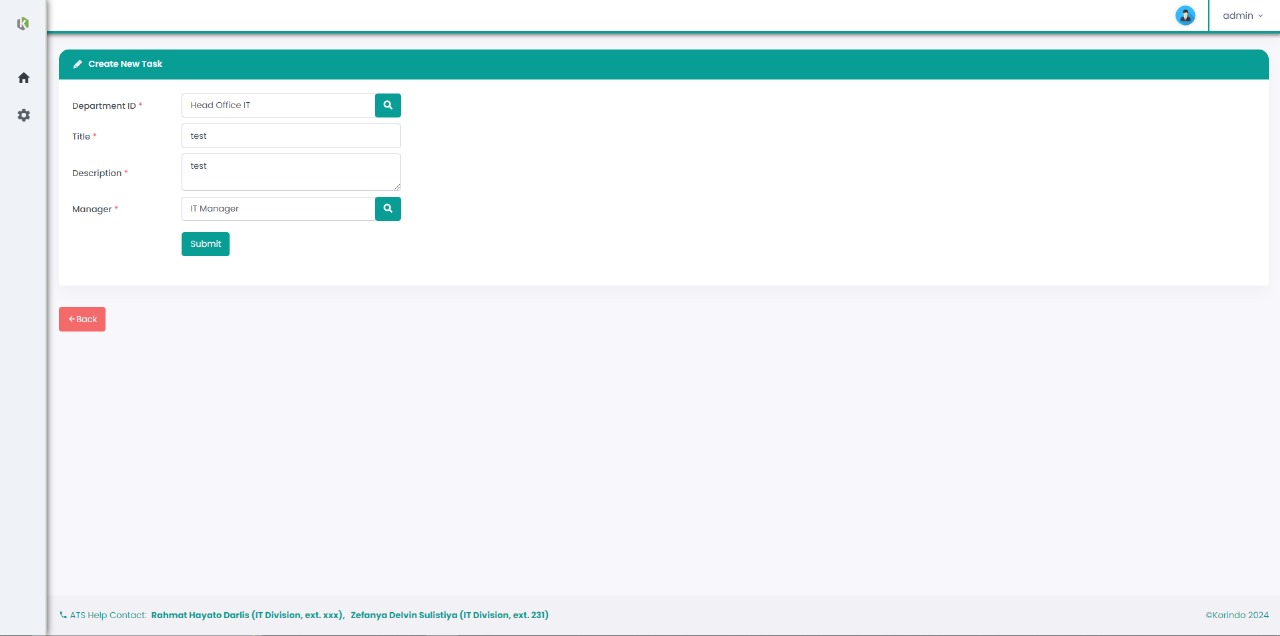 admin
Create New Task
Department ID *
Head Office IT
Title *
test
Description *
test
Manager *
IT Manager
Submit
←Back
ATS Help Contact: Rahmat Hayato Darlis (IT Division, ext. xxx), Zefanya Delvin Sulistiya (IT Division, ext. 231)
©Korindo 2024